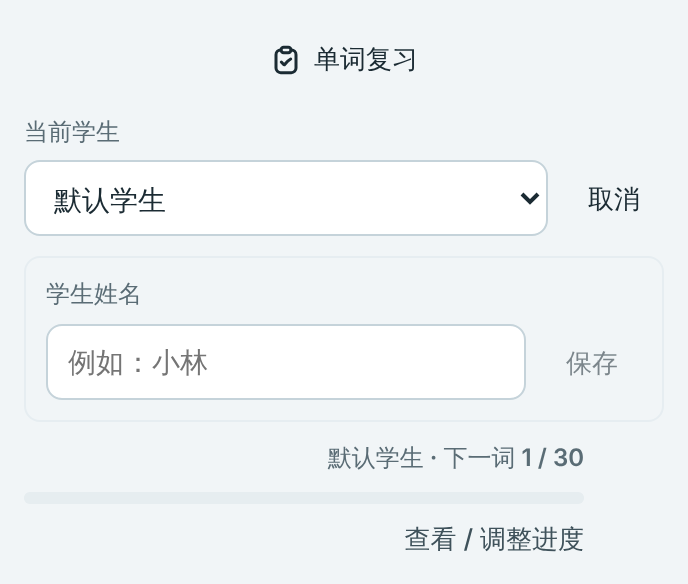 单词复习
当前学生
默认学生 取消
学生姓名
例如：小林 保存
默认学生 · 下一词 1 / 30
查看 / 调整进度